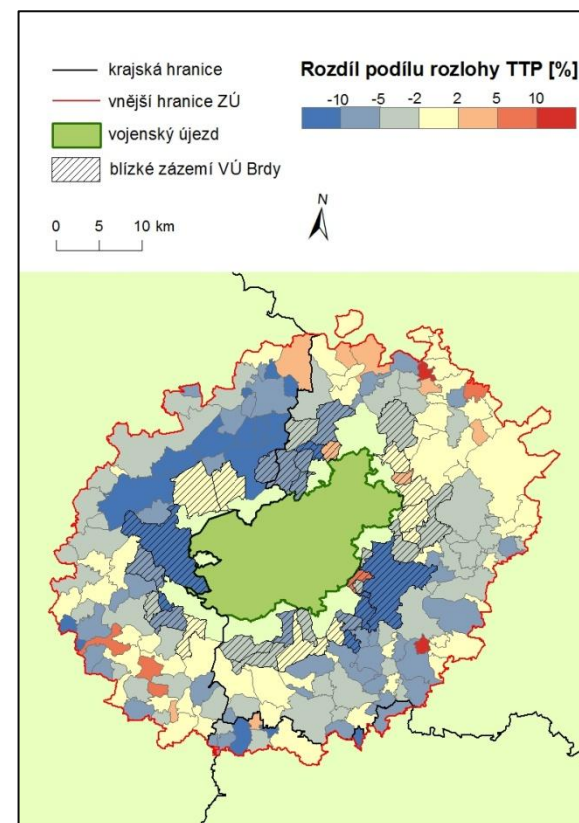 krajská hranice
vnější hranice ZÚ
vojenský újezd
blízké zázemí VÚ Brdy
Rozdíl podílu rozlohy TTP [%]
-10 -5 -2 2 5 10
0 5 10 km
N